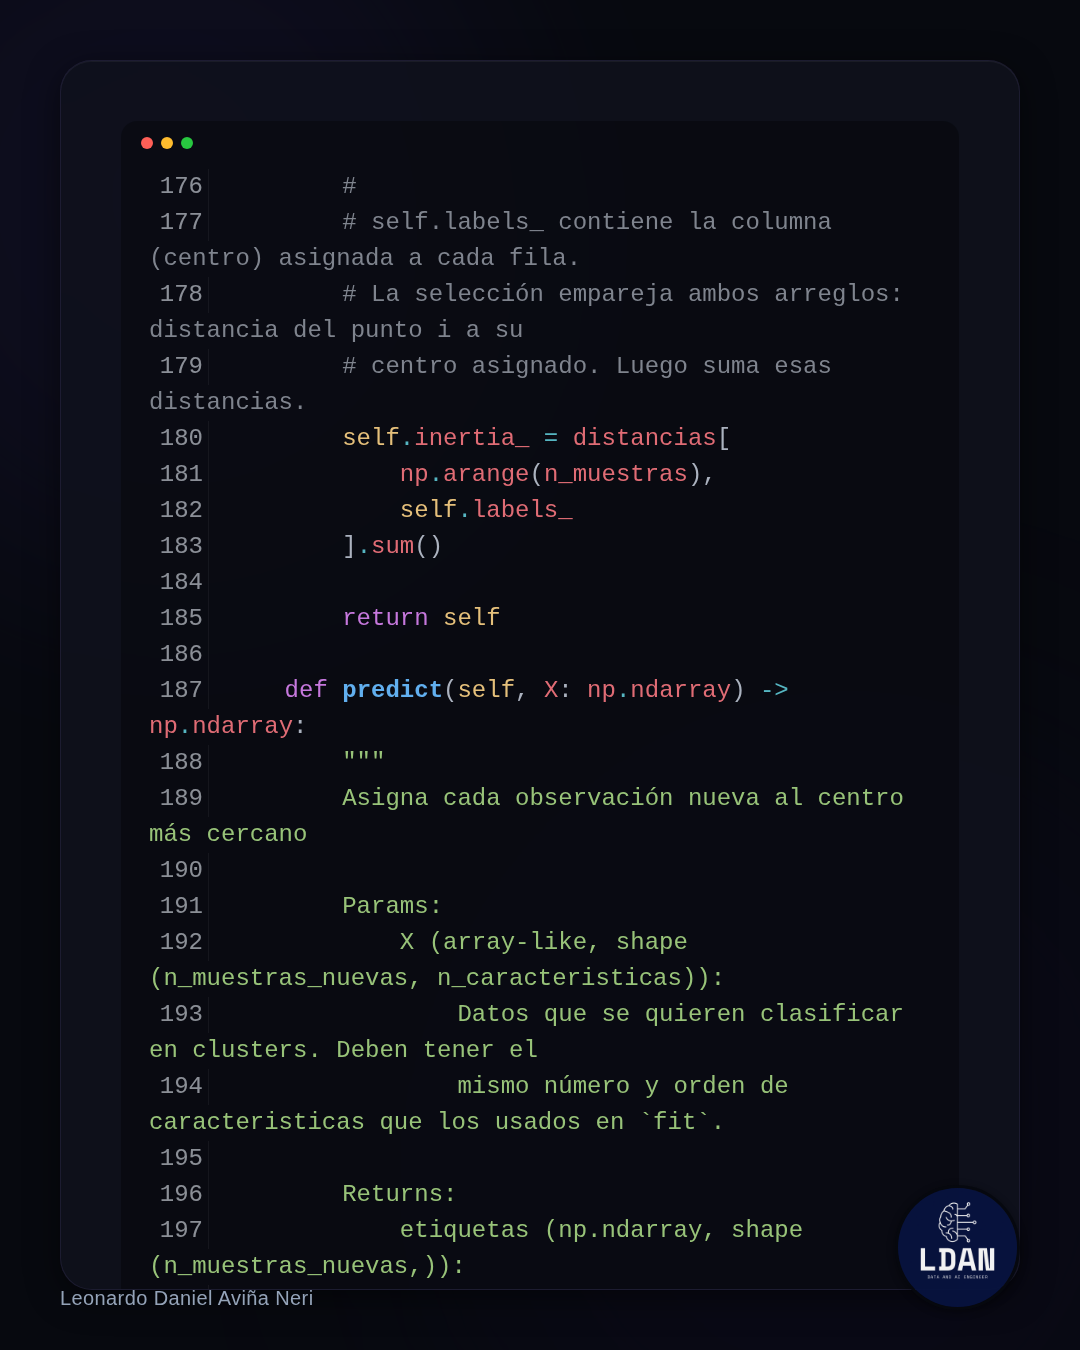 176         #
177         # self.labels_ contiene la columna
(centro) asignada a cada fila.
178         # La selección empareja ambos arreglos:
distancia del punto i a su
179         # centro asignado. Luego suma esas
distancias.
180         self.inertia_ = distancias[
181             np.arange(n_muestras),
182             self.labels_
183         ].sum()
184
185         return self
186
187     def predict(self, X: np.ndarray) ->
np.ndarray:
188         """
189         Asigna cada observación nueva al centro
más cercano
190
191         Params:
192             X (array-like, shape
(n_muestras_nuevas, n_caracteristicas)):
193                 Datos que se quieren clasificar
en clusters. Deben tener el
194                 mismo número y orden de
caracteristicas que los usados en `fit`.
195
196         Returns:
197             etiquetas (np.ndarray, shape
(n_muestras_nuevas,)):
LDAN
DATA AND AI ENGINEER
Leonardo Daniel Aviña Neri